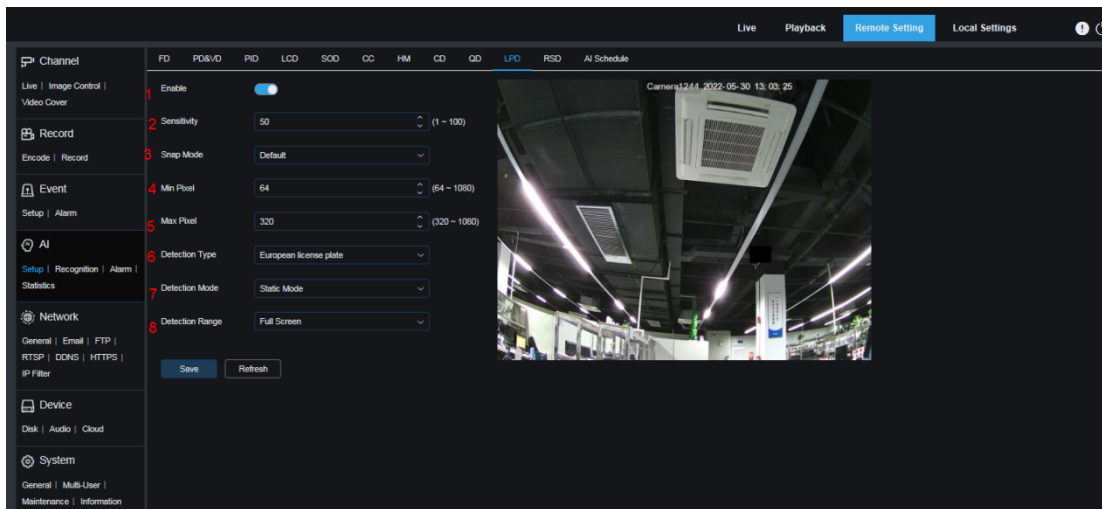 Live Playback Remote Setting Local Settings
Channel
Live | Image Control |
Video Cover
Record
Encode | Record
Event
Setup | Alarm
AI
Setup | Recognition | Alarm |
Statistics
Network
General | Email | FTP |
RTSP | DDNS | HTTPS |
IP Filter
Device
Disk | Audio | Cloud
System
General | Multi-User |
Maintenance | Information
FD PD&VD PID LCD SOD CC HM CD QD LPD RSD AI Schedule
1 Enable
2 Sensitivity 50 (1 ~ 100)
3 Snap Mode Default
4 Min Pixel 64 (64 ~ 1080)
5 Max Pixel 320 (320 ~ 1080)
6 Detection Type European license plate
7 Detection Mode Static Mode
8 Detection Range Full Screen
Save Refresh
Camera1244 2022-05-30 13:03:25